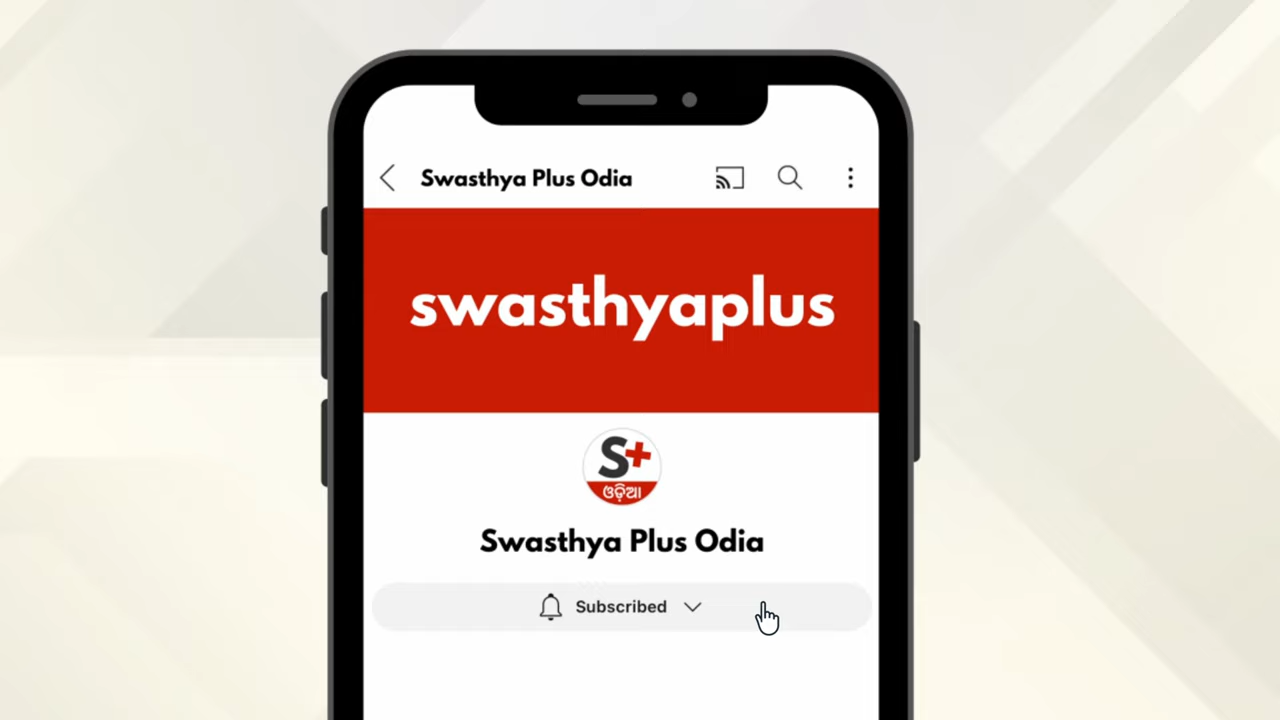 Swasthya Plus Odia
swasthyaplus
S+
ଓଡ଼ିଆ
Swasthya Plus Odia
Subscribed